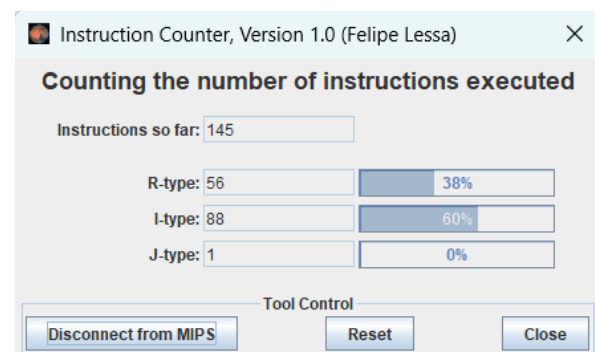 Instruction Counter, Version 1.0 (Felipe Lessa)
Counting the number of instructions executed
Instructions so far: 145
R-type: 56 38%
I-type: 88 60%
J-type: 1 0%
Tool Control
Disconnect from MIPS Reset Close